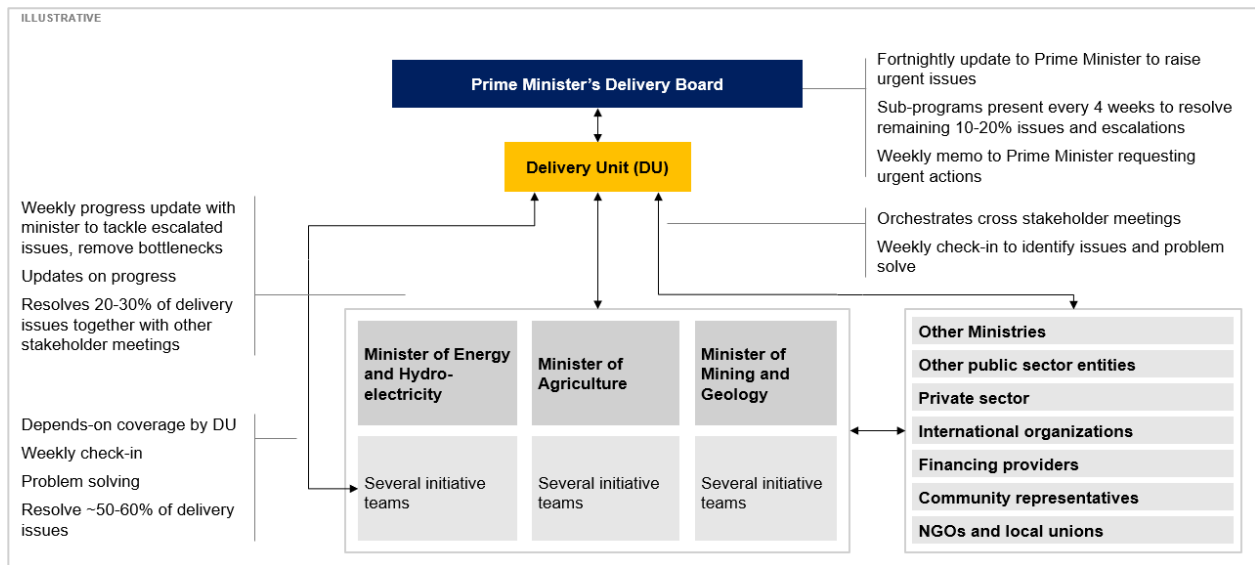 ILLUSTRATIVE
Prime Minister’s Delivery Board
Fortnightly update to Prime Minister to raise
urgent issues
Sub-programs present every 4 weeks to resolve
remaining 10-20% issues and escalations
Weekly memo to Prime Minister requesting
urgent actions
Delivery Unit (DU)
Weekly progress update with
minister to tackle escalated
issues, remove bottlenecks
Updates on progress
Resolves 20-30% of delivery
issues together with other
stakeholder meetings
Orchestrates cross stakeholder meetings
Weekly check-in to identify issues and problem
solve
Minister of Energy
and Hydro-
electricity
Minister of
Agriculture
Minister of
Mining and
Geology
Other Ministries
Other public sector entities
Private sector
International organizations
Financing providers
Community representatives
NGOs and local unions
Depends-on coverage by DU
Weekly check-in
Problem solving
Resolve ~50-60% of delivery
issues
Several initiative
teams
Several initiative
teams
Several initiative
teams